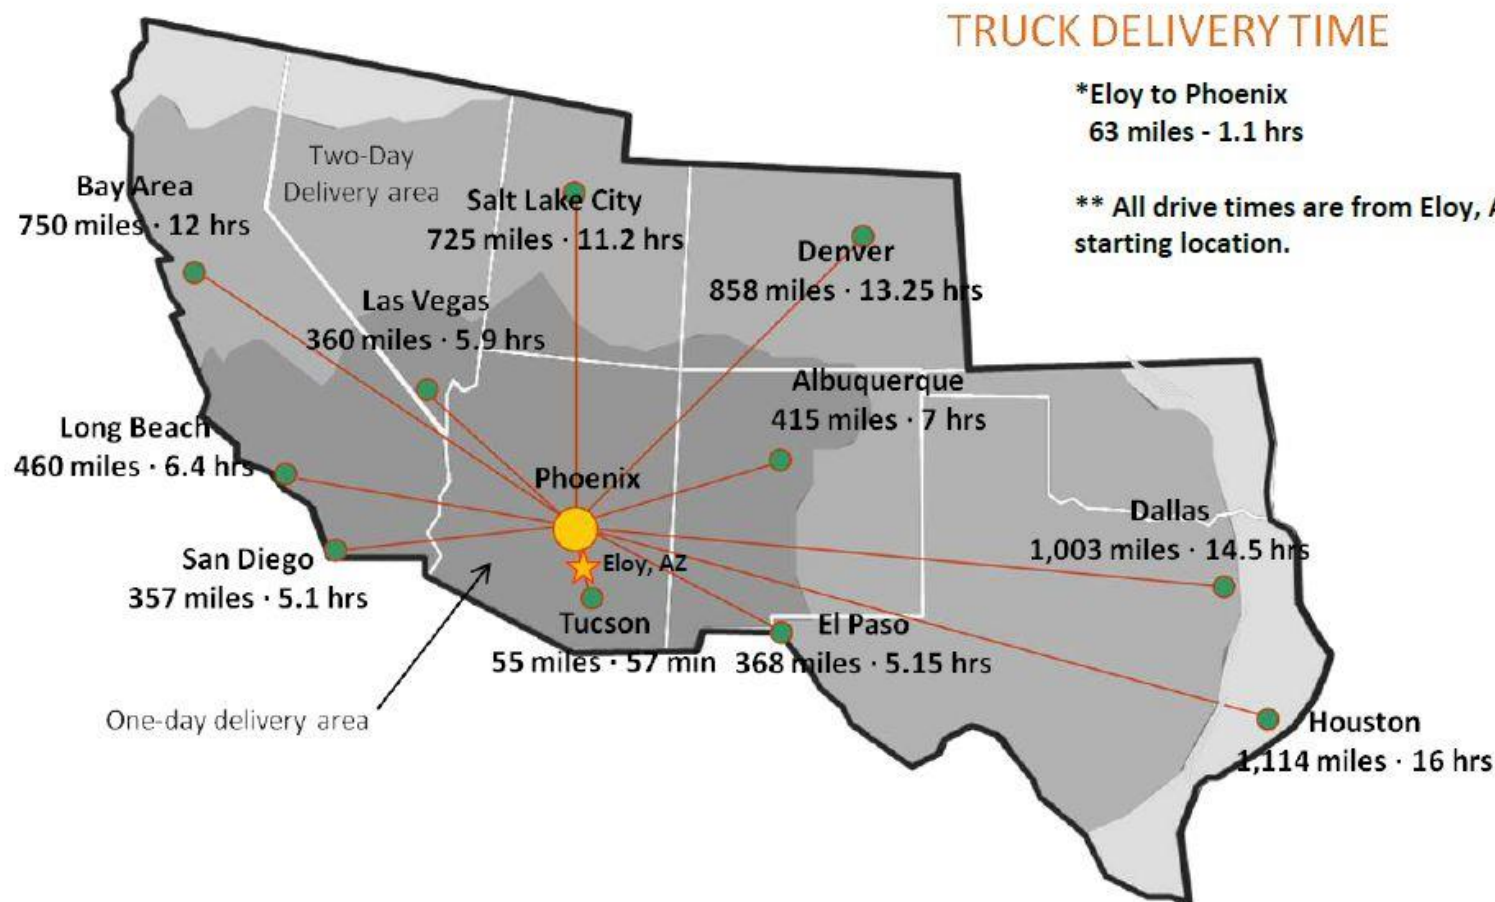 TRUCK DELIVERY TIME
*Eloy to Phoenix
63 miles - 1.1 hrs
** All drive times are from Eloy, A
starting location.
Two-Day
Delivery area
Bay Area
750 miles · 12 hrs
Salt Lake City
725 miles · 11.2 hrs
Denver
858 miles · 13.25 hrs
Las Vegas
360 miles · 5.9 hrs
Albuquerque
415 miles · 7 hrs
Long Beach
460 miles · 6.4 hrs
Phoenix
Dallas
1,003 miles · 14.5 hrs
San Diego
357 miles · 5.1 hrs
Eloy, AZ
Tucson
55 miles · 57 min
El Paso
368 miles · 5.15 hrs
One-day delivery area
Houston
1,114 miles · 16 hrs